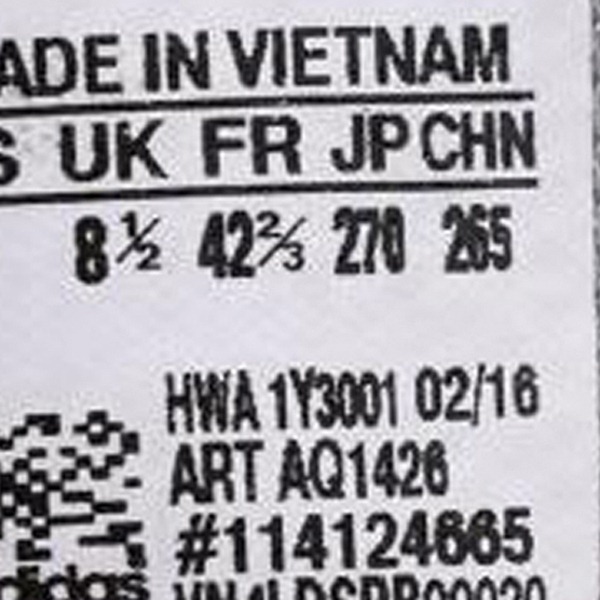 ADE IN VIETNAM
S UK FR JP CHN
8½ 42⅔ 270 265
HWA 1Y3001 02/16
ART AQ1426
#114124665
adidas